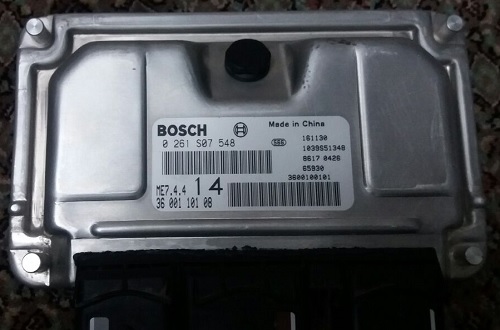 Made in China
BOSCH
0 261 S07 548
161130
1039S51348
8617 0426
65930
3600100101
ME7.4.4 14
36 001 101 08